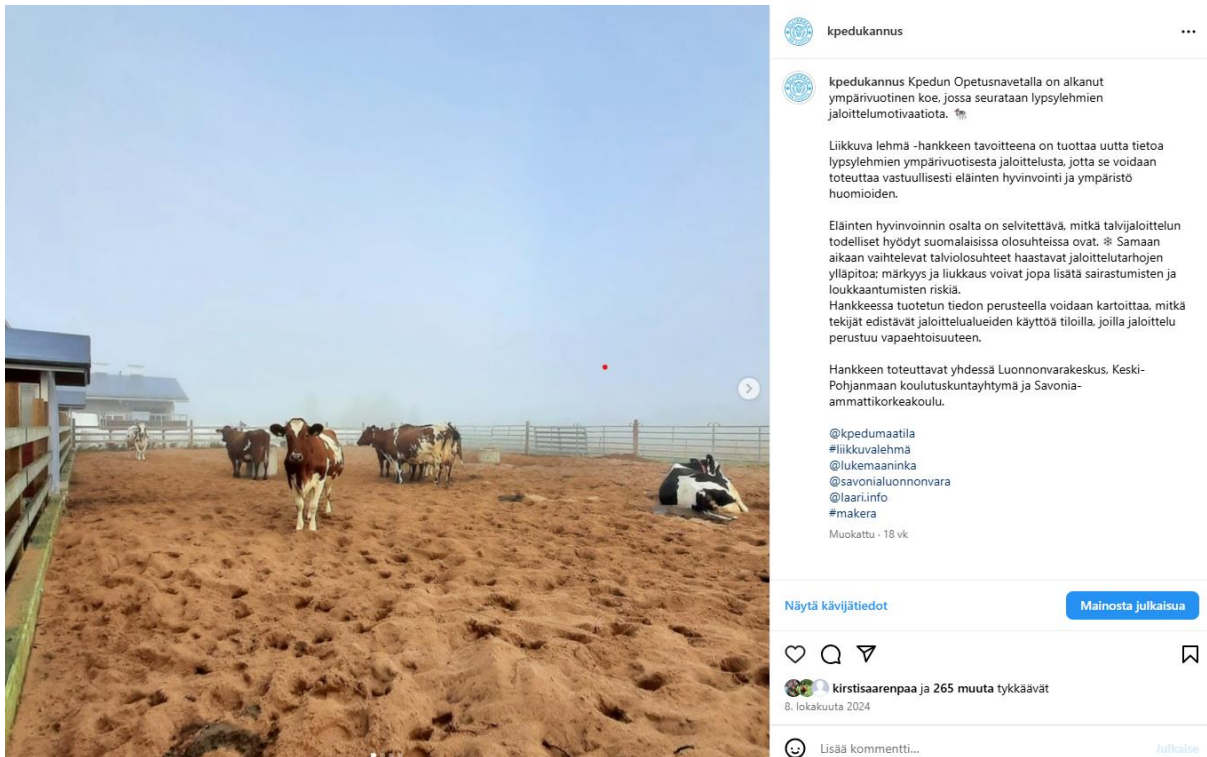 kpedukannus
kpedukannus Kpedun Opetusnavetalla on alkanut
ympärivuotinen koe, jossa seurataan lypsylehmien
jaloittelumotivaatiota. 🐄
Liikkuva lehmä -hankkeen tavoitteena on tuottaa uutta tietoa
lypsylehmien ympärivuotisesta jaloittelusta, jotta se voidaan
toteuttaa vastuullisesti eläinten hyvinvointi ja ympäristö
huomioiden.
Eläinten hyvinvoinnin osalta on selvitettävä, mitkä talvijaloittelun
todelliset hyödyt suomalaisissa olosuhteissa ovat. ❄ Samaan
aikaan vaihtelevat talviolosuhteet haastavat jaloittelutarhojen
ylläpitoa; märkyys ja liukkaus voivat jopa lisätä sairastumisten ja
loukkaantumisten riskiä.
Hankkeessa tuotetun tiedon perusteella voidaan kartoittaa, mitkä
tekijät edistävät jaloittelualueiden käyttöä tiloilla, joilla jaloittelu
perustuu vapaehtoisuuteen.
Hankkeen toteuttavat yhdessä Luonnonvarakeskus, Keski-
Pohjanmaan koulutuskuntayhtymä ja Savonia-
ammattikorkeakoulu.
@kpedumaatila
#liikkuvalehmä
@lukemaaninka
@savonialuonnonvara
@laari.info
#makera
Muokattu · 18 vk
Näytä kävijätiedot
Mainosta julkaisua
kirstisaarenpaa ja 265 muuta tykkäävät
8. lokakuuta 2024
Lisää kommentti...
Julkaise